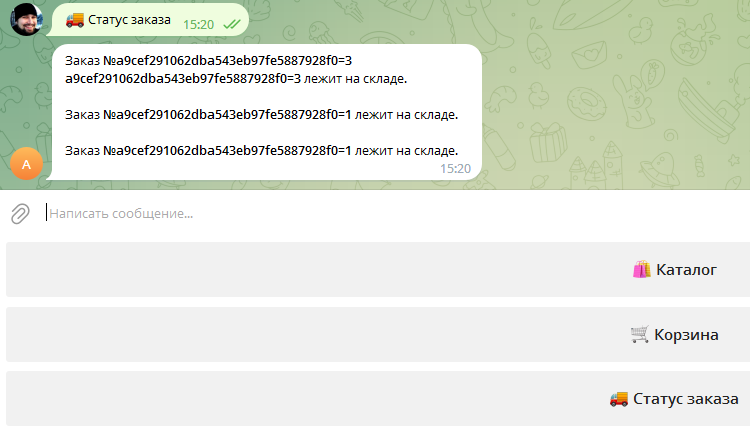 🚚 Статус заказа 15:20
Заказ №a9cef291062dba543eb97fe5887928f0=3
a9cef291062dba543eb97fe5887928f0=3 лежит на складе.
Заказ №a9cef291062dba543eb97fe5887928f0=1 лежит на складе.
Заказ №a9cef291062dba543eb97fe5887928f0=1 лежит на складе.
A
15:20
Написать сообщение...
🛍️ Каталог
🛒 Корзина
🚚 Статус заказа